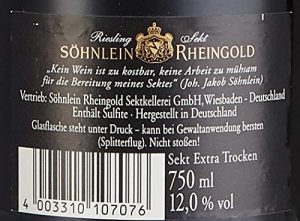 Riesling Sekt
SÖHNLEIN RHEINGOLD
„Kein Wein ist zu kostbar, keine Arbeit zu mühsam
für die Bereitung meines Sektes“ (Joh. Jakob Söhnlein)
Vertrieb: Söhnlein Rheingold Sektkellerei GmbH, Wiesbaden - Deutschland
Enthält Sulfite - Hergestellt in Deutschland
Glasflasche steht unter Druck – kann bei Gewaltanwendung bersten
(Splitterflug). Nicht stoßen!
Sekt Extra Trocken
750 ml
12,0 % vol
4 003310 107076